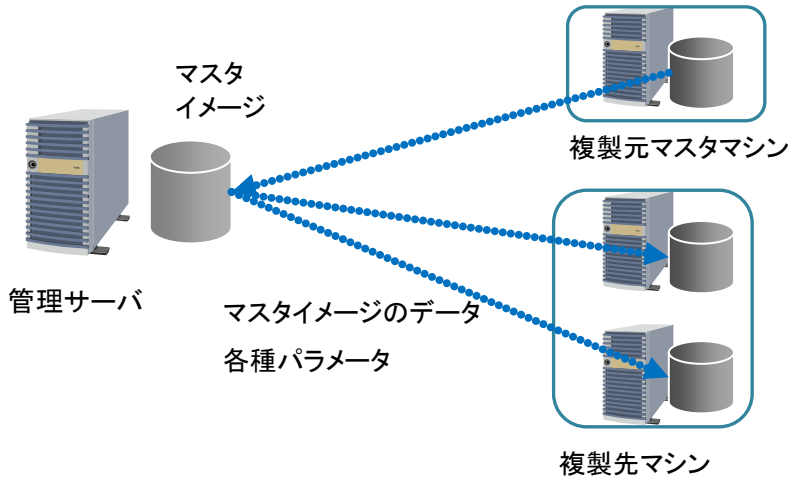 マスタ
イメージ
複製元マスタマシン
管理サーバ
マスタイメージのデータ
各種パラメータ
複製先マシン